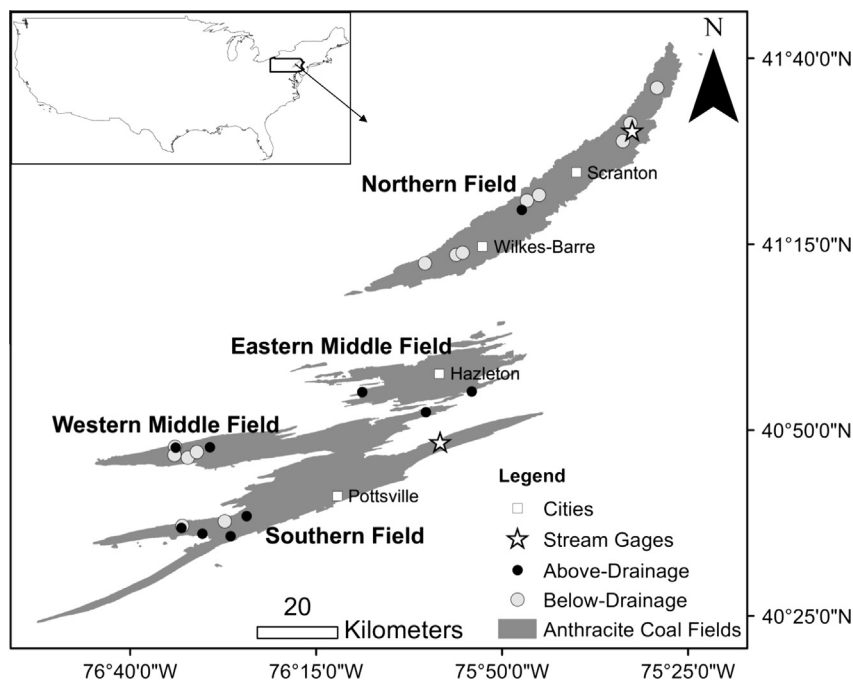 N
41°40'0"N
Northern Field
Scranton
41°15'0"N
Wilkes-Barre
Eastern Middle Field
Hazleton
Western Middle Field
40°50'0"N
Legend
Pottsville
Cities
Stream Gages
Southern Field
Above-Drainage
20
Below-Drainage
Kilometers
Anthracite Coal Fields
40°25'0"N
76°40'0"W
76°15'0"W
75°50'0"W
75°25'0"W